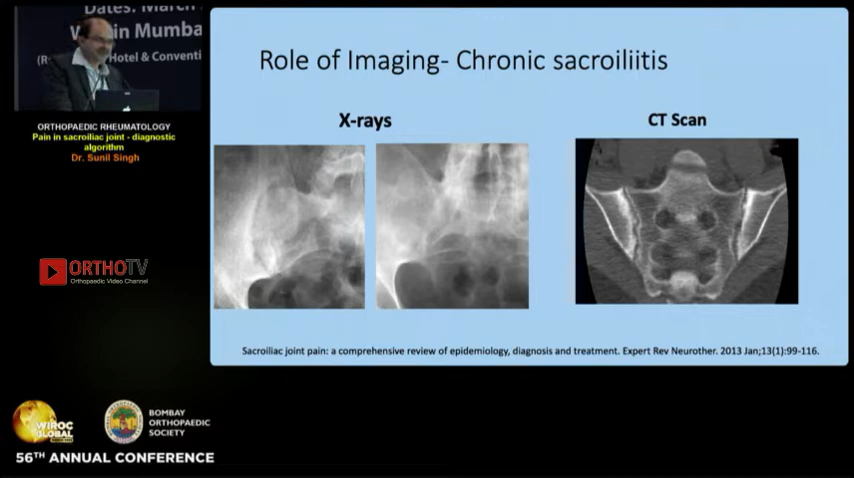 Dates: March
W in Mumba
(R Hotel & Conventi
ORTHOPAEDIC RHEUMATOLOGY
Pain in sacroiliac joint - diagnostic
algorithm
Dr. Sunil Singh
ORTHOTV
Orthopaedic Video Channel
Role of Imaging- Chronic sacroiliitis
X-rays
CT Scan
Sacroiliac joint pain: a comprehensive review of epidemiology, diagnosis and treatment. Expert Rev Neurother. 2013 Jan;13(1):99-116.
WIROC
GLOBAL
BOMBAY
ORTHOPAEDIC
SOCIETY
56TH ANNUAL CONFERENCE